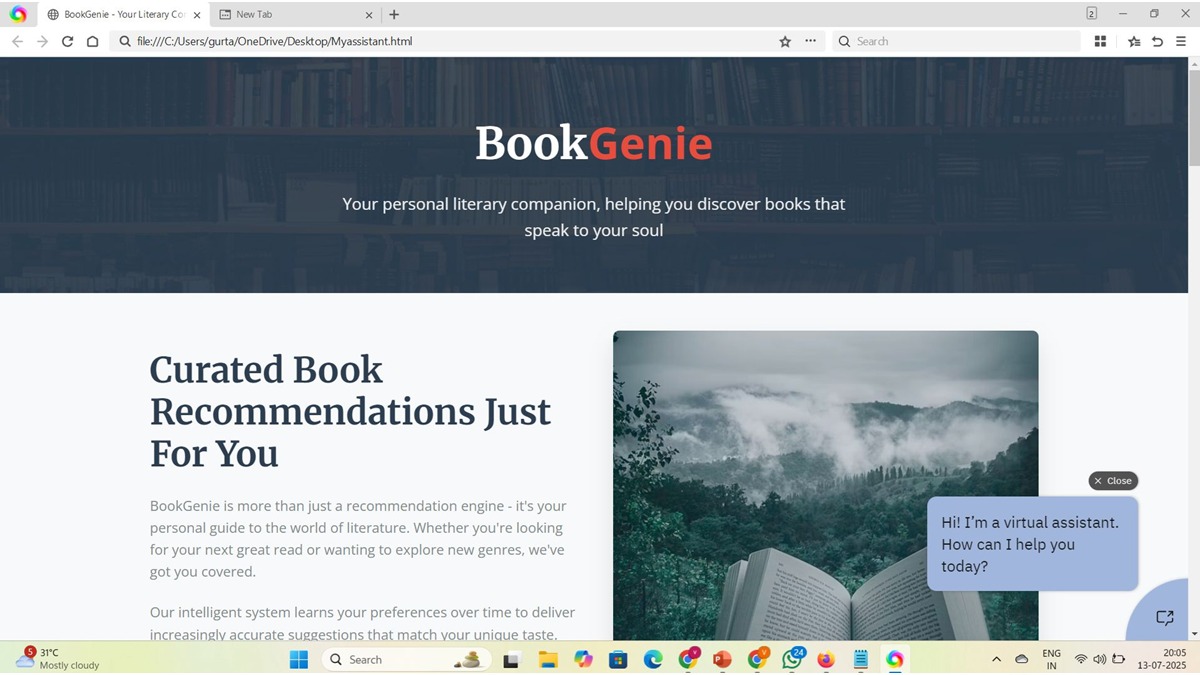 BookGenie - Your Literary Co
New Tab
2
file:///C:/Users/gurta/OneDrive/Desktop/Myassistant.html
Search
BookGenie
Your personal literary companion, helping you discover books that
speak to your soul
Curated Book
Recommendations Just
For You
BookGenie is more than just a recommendation engine - it's your
personal guide to the world of literature. Whether you're looking
for your next great read or wanting to explore new genres, we've
got you covered.
Our intelligent system learns your preferences over time to deliver
increasingly accurate suggestions that match your unique taste.
Close
Hi! I'm a virtual assistant.
How can I help you
today?
5
31°C
Mostly cloudy
Search
V
P
V
24
ENG
IN
20:05
13-07-2025